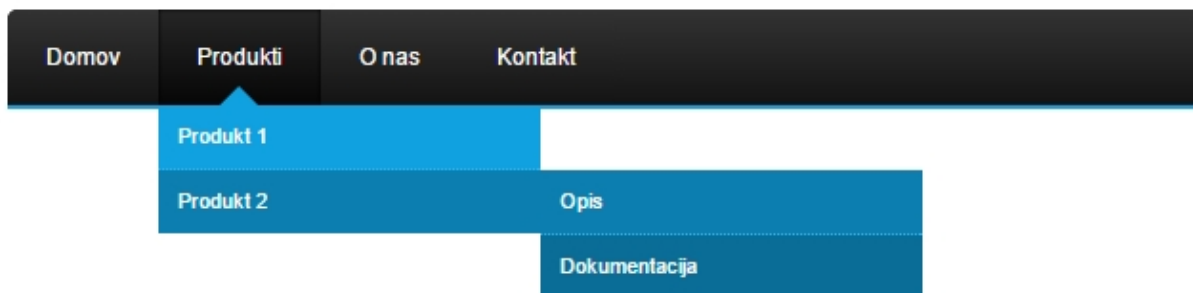 Domov Produkti O nas Kontakt
Produkt 1
Produkt 2 Opis
Dokumentacija